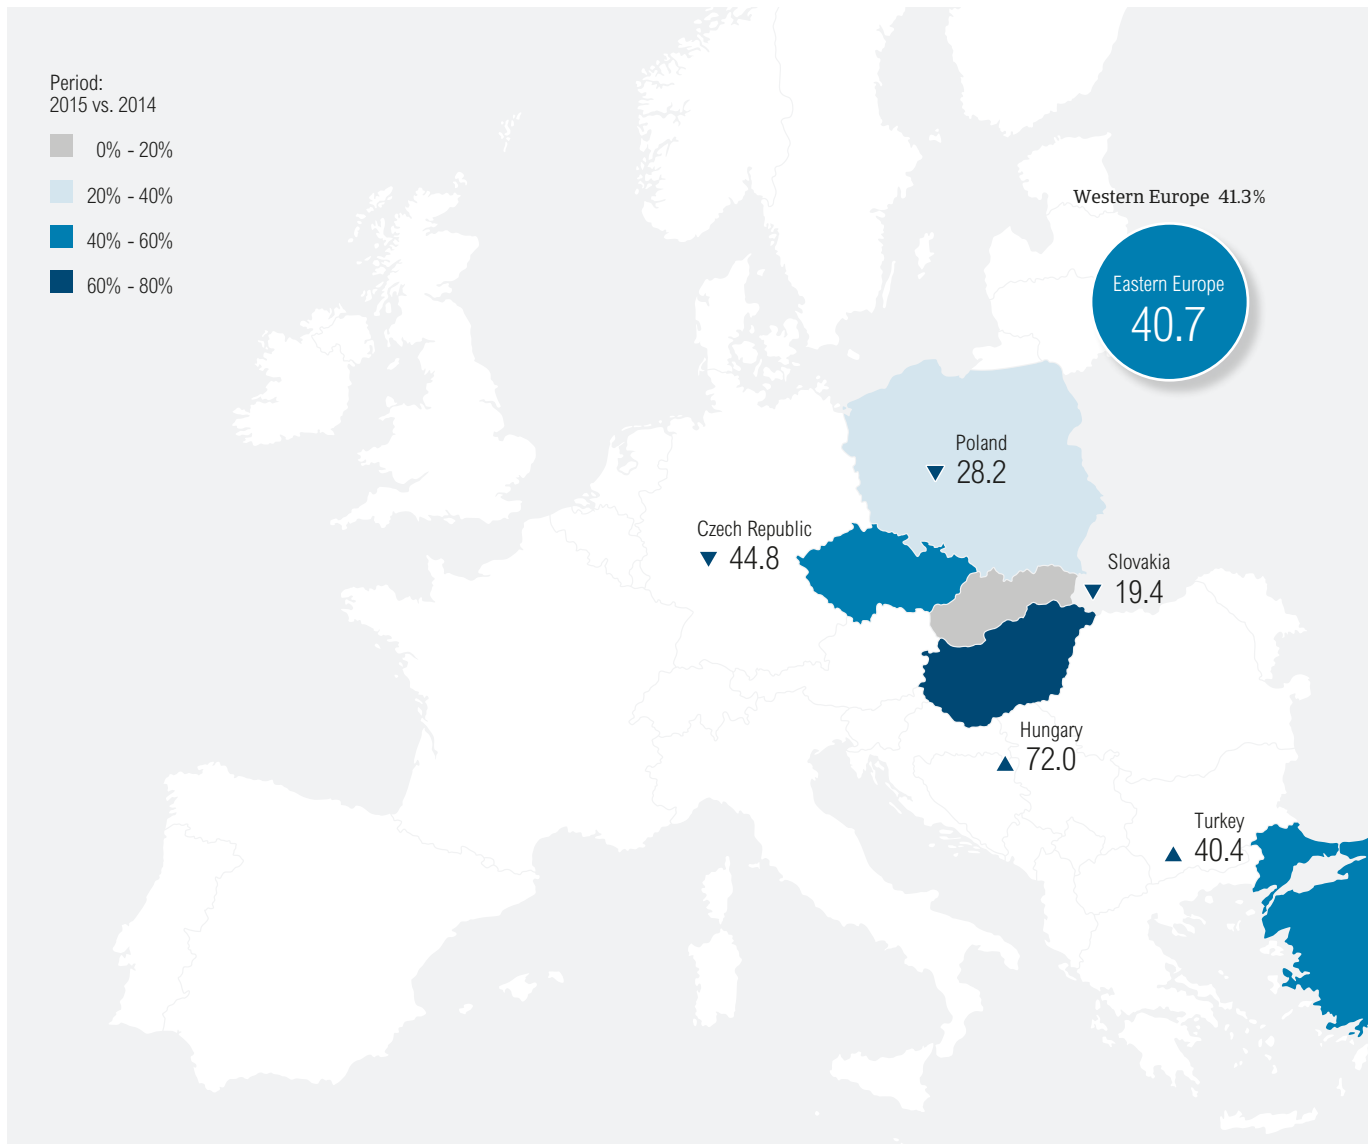 Period:
2015 vs. 2014
0% - 20%
20% - 40%
40% - 60%
60% - 80%
Western Europe 41.3%
Eastern Europe
40.7
Poland
28.2
Czech Republic
44.8
Slovakia
19.4
Hungary
72.0
Turkey
40.4